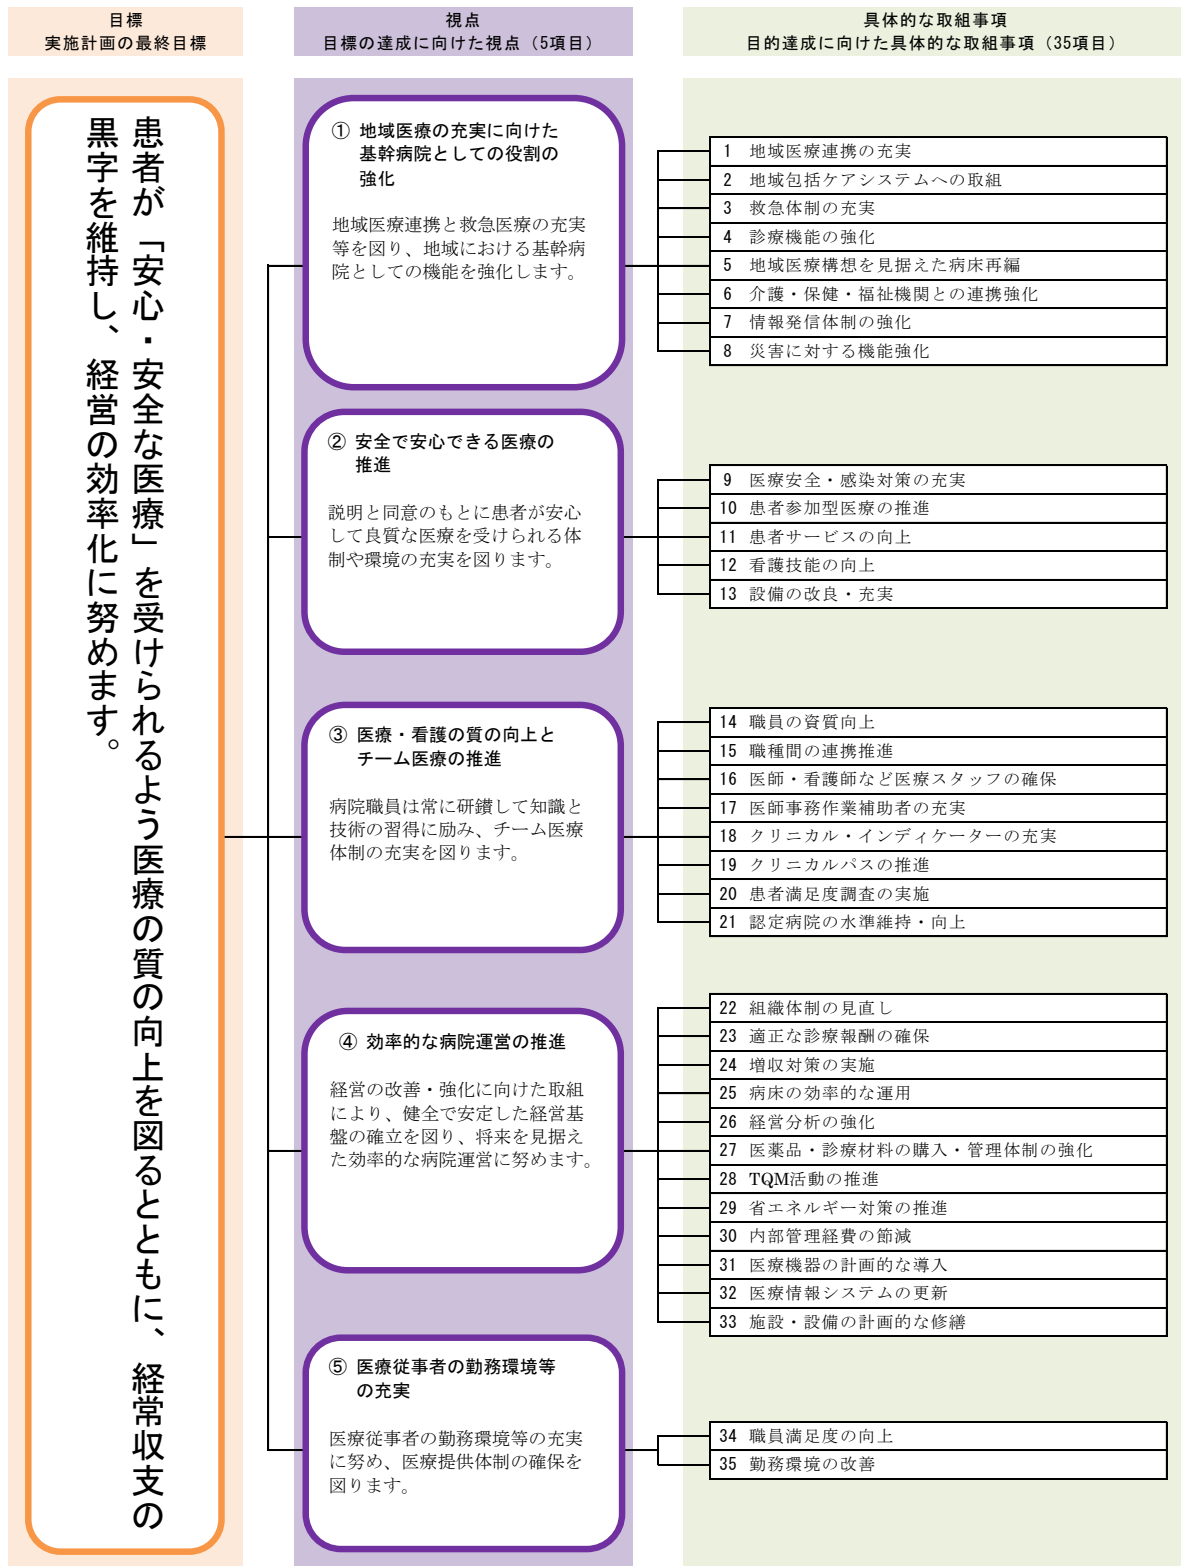 目標
実施計画の最終目標
視点
目標の達成に向けた視点（5項目）
具体的な取組事項
目的達成に向けた具体的な取組事項（35項目）
患者が「安心・安全な医療」を受けられるよう医療の質の向上を図るとともに、経常収支の
黒字を維持し、経営の効率化に努めます。
① 地域医療の充実に向けた
基幹病院としての役割の
強化
地域医療連携と救急医療の充実
等を図り、地域における基幹病
院としての機能を強化します。
1 地域医療連携の充実
2 地域包括ケアシステムへの取組
3 救急体制の充実
4 診療機能の強化
5 地域医療構想を見据えた病床再編
6 介護・保健・福祉機関との連携強化
7 情報発信体制の強化
8 災害に対する機能強化
② 安全で安心できる医療の
推進
説明と同意のもとに患者が安心
して良質な医療を受けられる体
制や環境の充実を図ります。
9 医療安全・感染対策の充実
10 患者参加型医療の推進
11 患者サービスの向上
12 看護技能の向上
13 設備の改良・充実
③ 医療・看護の質の向上と
チーム医療の推進
病院職員は常に研鑚して知識と
技術の習得に励み、チーム医療
体制の充実を図ります。
14 職員の資質向上
15 職種間の連携推進
16 医師・看護師など医療スタッフの確保
17 医師事務作業補助者の充実
18 クリニカル・インディケーターの充実
19 クリニカルパスの推進
20 患者満足度調査の実施
21 認定病院の水準維持・向上
④ 効率的な病院運営の推進
経営の改善・強化に向けた取組
により、健全で安定した経営基
盤の確立を図り、将来を見据え
た効率的な病院運営に努めます。
22 組織体制の見直し
23 適正な診療報酬の確保
24 増収対策の実施
25 病床の効率的な運用
26 経営分析の強化
27 医薬品・診療材料の購入・管理体制の強化
28 TQM活動の推進
29 省エネルギー対策の推進
30 内部管理経費の節減
31 医療機器の計画的な導入
32 医療情報システムの更新
33 施設・設備の計画的な修繕
⑤ 医療従事者の勤務環境等
の充実
医療従事者の勤務環境等の充実
に努め、医療提供体制の確保を
図ります。
34 職員満足度の向上
35 勤務環境の改善